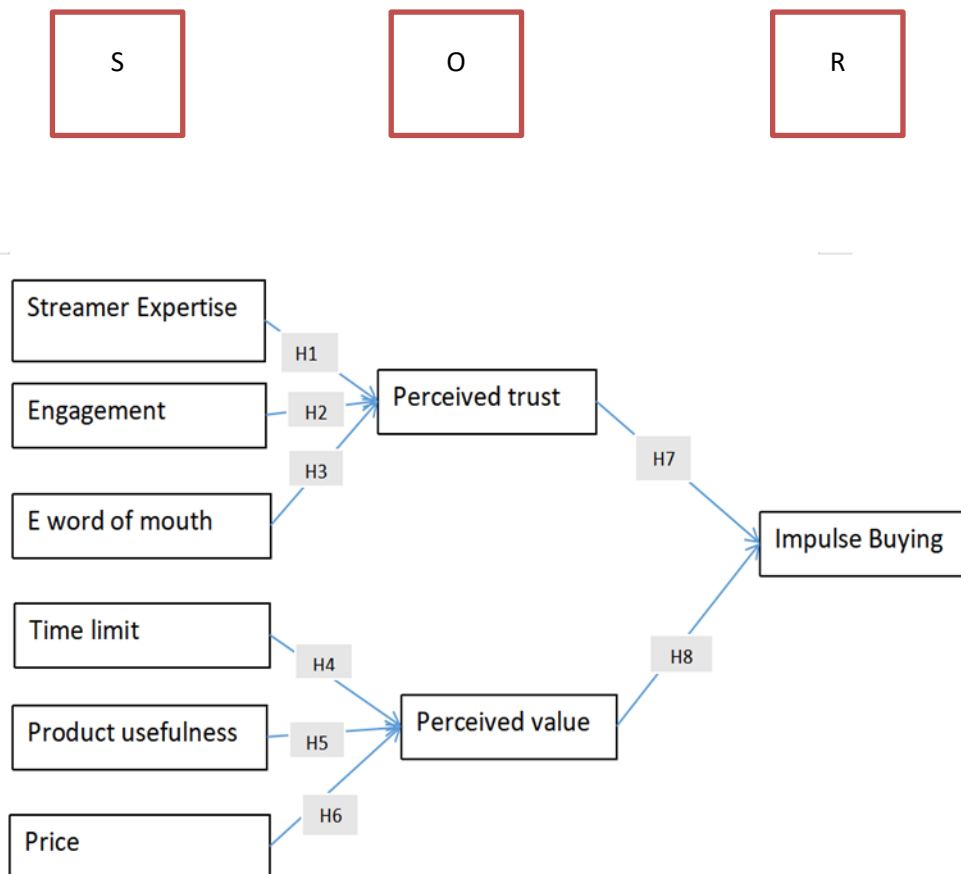 S
O
R
Streamer Expertise
H1
Engagement
H2
Perceived trust
H3
H7
E word of mouth
Impulse Buying
Time limit
H4
H8
Product usefulness
H5
Perceived value
H6
Price